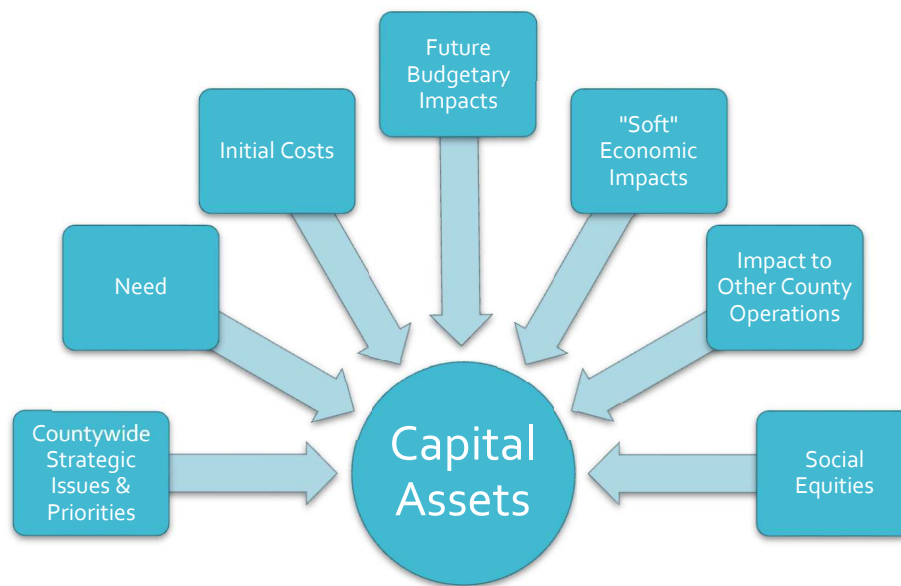 Countywide
Strategic
Issues &
Priorities
Need
Initial Costs
Future
Budgetary
Impacts
"Soft"
Economic
Impacts
Impact to
Other County
Operations
Social
Equities
Capital
Assets